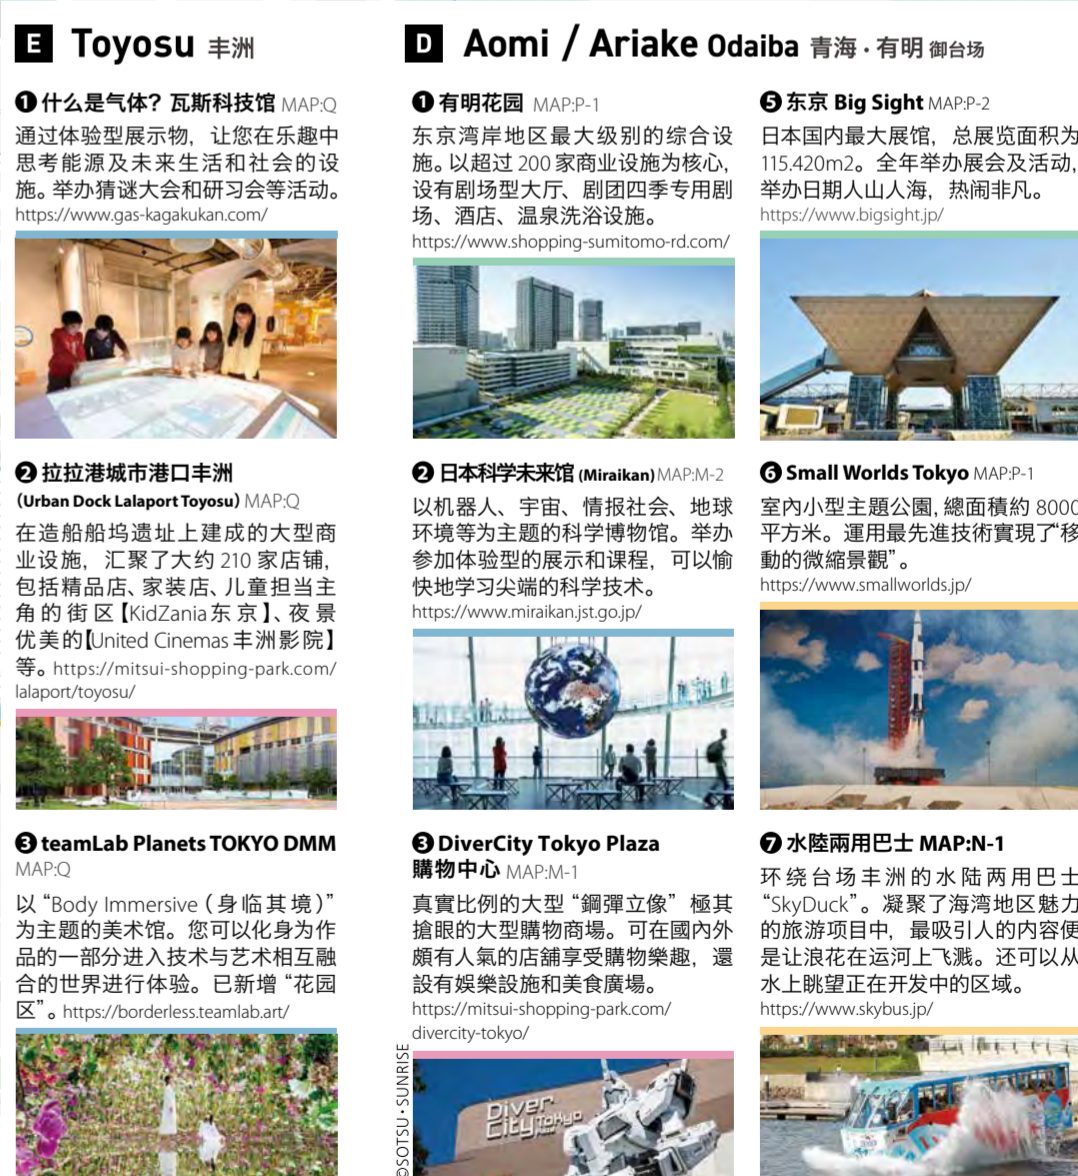 E Toyosu 丰洲
❶ 什么是气体？瓦斯科技馆 MAP:Q
通过体验型展示物，让您在乐趣中
思考能源及未来生活和社会的设
施。举办猜谜大会和研习会等活动。
https://www.gas-kagakukan.com/
❷ 拉拉港城市港口丰洲
（Urban Dock Lalaport Toyosu）MAP:Q
在造船船坞遗址上建成的大型商
业设施，汇聚了大约 210 家店铺，
包括精品店、家装店、儿童担当主
角的街区【KidZania 东京】、夜景
优美的【United Cinemas 丰洲影院】
等。https://mitsui-shopping-park.com/
lalaport/toyosu/
❸ teamLab Planets TOKYO DMM
MAP:Q
以 “Body Immersive（身临其境）”
为主题的美术馆。您可以化身为作
品的一部分进入技术与艺术相互融
合的世界进行体验。已新增 “花园
区”。https://borderless.teamlab.art/
D Aomi / Ariake Odaiba 青海・有明 御台场
❶ 有明花园 MAP:P-1
东京湾岸地区最大级别的综合设
施。以超过 200 家商业设施为核心，
设有剧场型大厅、剧团四季专用剧
场、酒店、温泉洗浴设施。
https://www.shopping-sumitomo-rd.com/
❷ 日本科学未来馆 (Miraikan) MAP:M-2
以机器人、宇宙、情报社会、地球
环境等为主题的科学博物馆。举办
参加体验型的展示和课程，可以愉
快地学习尖端的科学技术。
https://www.miraikan.jst.go.jp/
❸ DiverCity Tokyo Plaza
購物中心 MAP:M-1
真實比例的大型 “鋼彈立像” 極其
搶眼的大型購物商場。可在國內外
頗有人氣的店舖享受購物樂趣，還
設有娛樂設施和美食廣場。
https://mitsui-shopping-park.com/
divercity-tokyo/
©SOTSU・SUNRISE
Diver
City Tokyo
❺ 东京 Big Sight MAP:P-2
日本国内最大展馆，总展览面积为
115.420m2。全年举办展会及活动，
举办日期人山人海，热闹非凡。
https://www.bigsight.jp/
❻ Small Worlds Tokyo MAP:P-1
室內小型主題公園，總面積約 8000
平方米。運用最先進技術實現了“移
動的微縮景觀”。
https://www.smallworlds.jp/
❼ 水陸兩用巴士 MAP:N-1
环绕台场丰洲的水陆两用巴士
“SkyDuck”。凝聚了海湾地区魅力
的旅游项目中，最吸引人的内容便
是让浪花在运河上飞溅。还可以从
水上眺望正在开发中的区域。
https://www.skybus.jp/